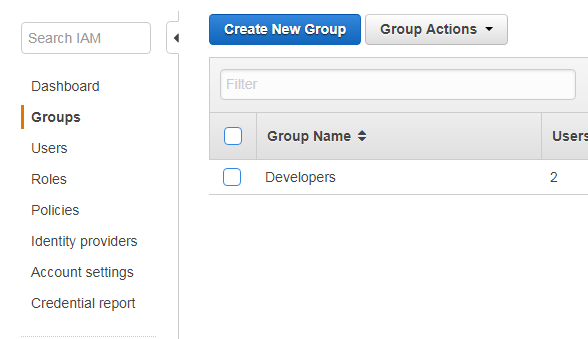 Search IAM
Dashboard
Groups
Users
Roles
Policies
Identity providers
Account settings
Credential report
Create New Group
Group Actions
Filter
Group Name
Users
Developers
2